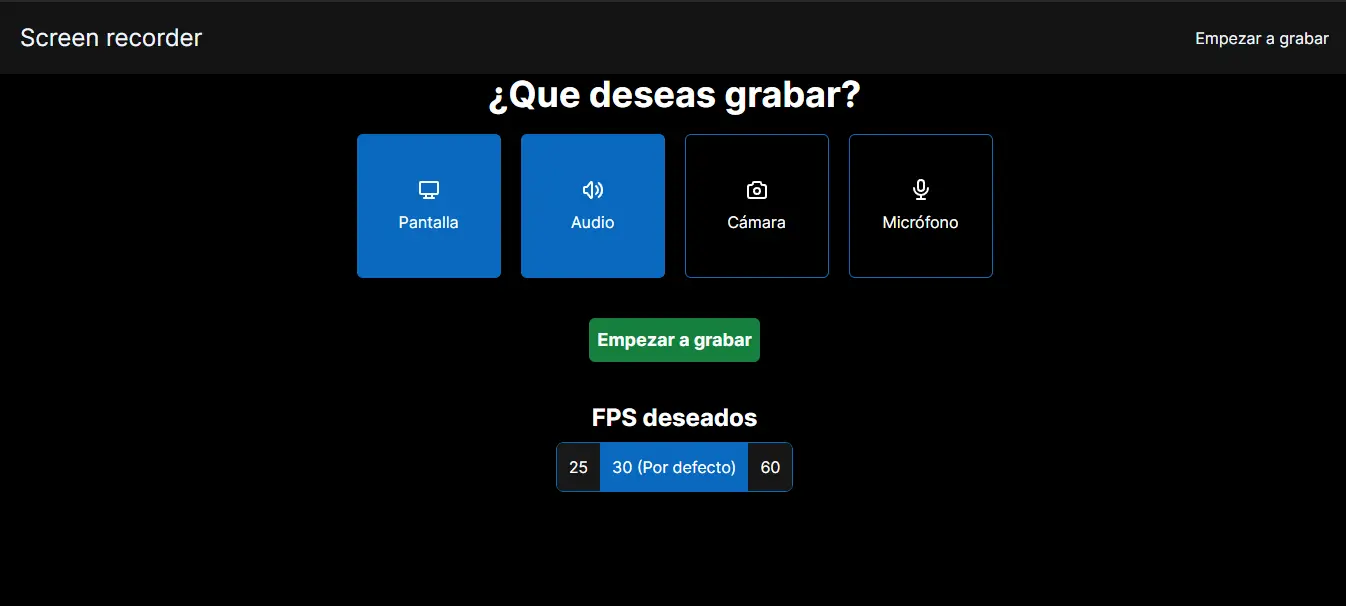 Screen recorder
Empezar a grabar
¿Que deseas grabar?
Pantalla
Audio
Cámara
Micrófono
Empezar a grabar
FPS deseados
25
30 (Por defecto)
60